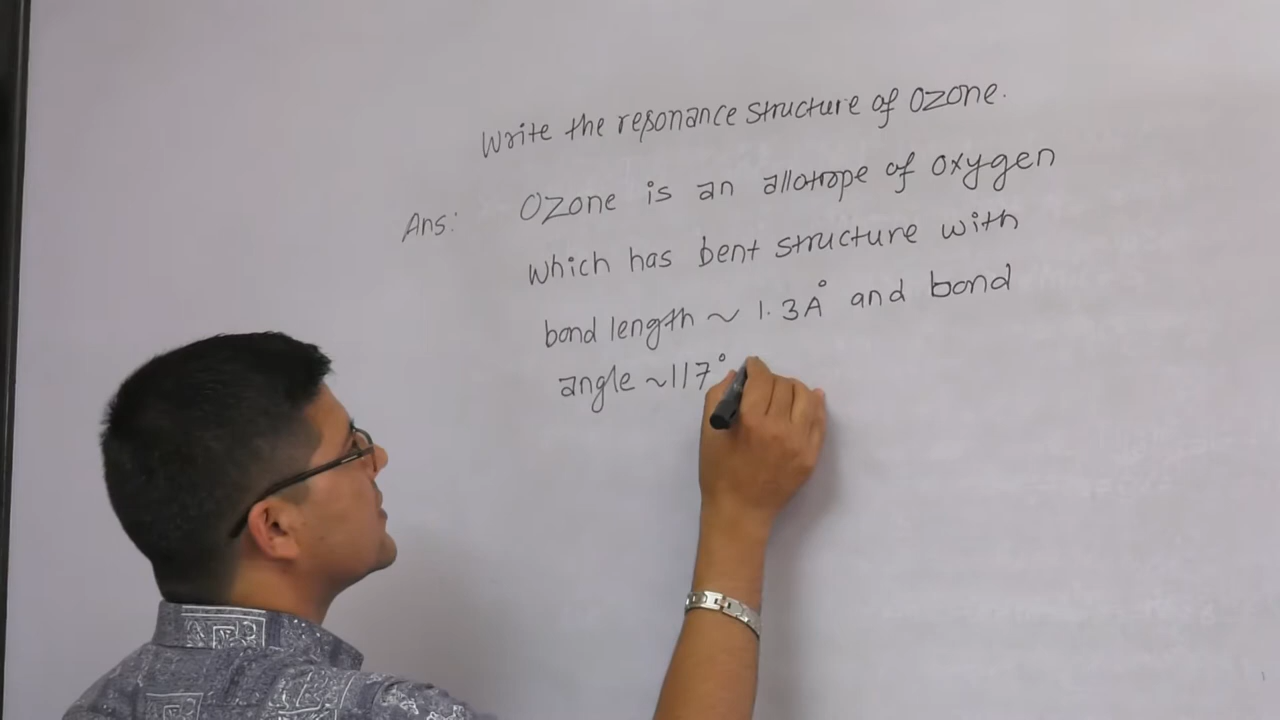 Write the resonance structure of ozone.
Ans: Ozone is an allotrope of oxygen
which has bent structure with
bond length ~ 1.3Å and bond
angle ~117°